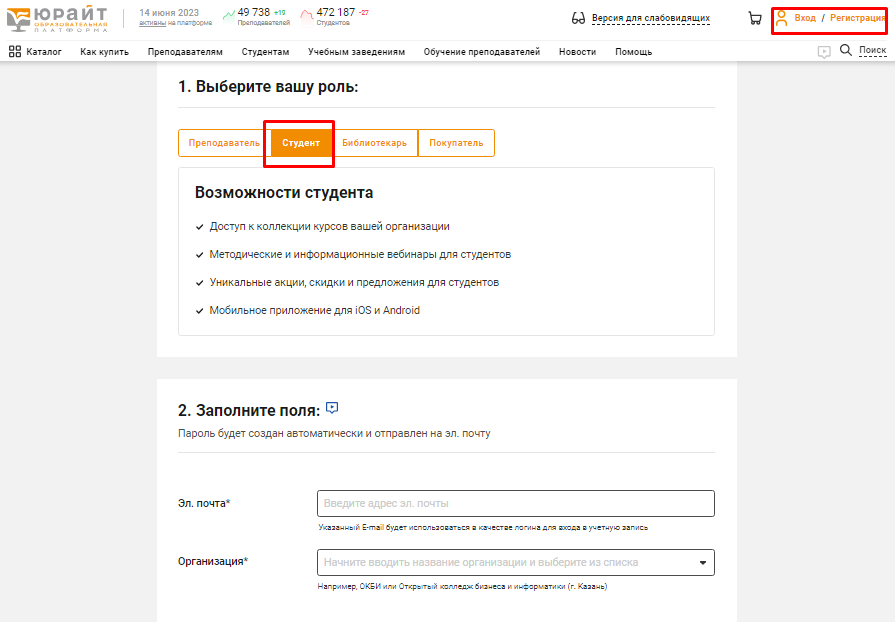 ЮРАЙТ
ОБРАЗОВАТЕЛЬНАЯ
ПЛАТФОРМА
14 июня 2023
активны на платформе
49 738 +19
Преподавателей
472 187 -27
Студентов
Версия для слабовидящих
Вход / Регистрация
Каталог Как купить Преподавателям Студентам Учебным заведениям Обучение преподавателей Новости Помощь Поиск
1. Выберите вашу роль:
Преподаватель Студент Библиотекарь Покупатель
Возможности студента
Доступ к коллекции курсов вашей организации
Методические и информационные вебинары для студентов
Уникальные акции, скидки и предложения для студентов
Мобильное приложение для iOS и Android
2. Заполните поля:
Пароль будет создан автоматически и отправлен на эл. почту
Эл. почта* Введите адрес эл. почты
Указанный E-mail будет использоваться в качестве логина для входа в учетную запись
Организация* Начните вводить название организации и выберите из списка
Например, ОКБИ или Открытый колледж бизнеса и информатики (г. Казань)